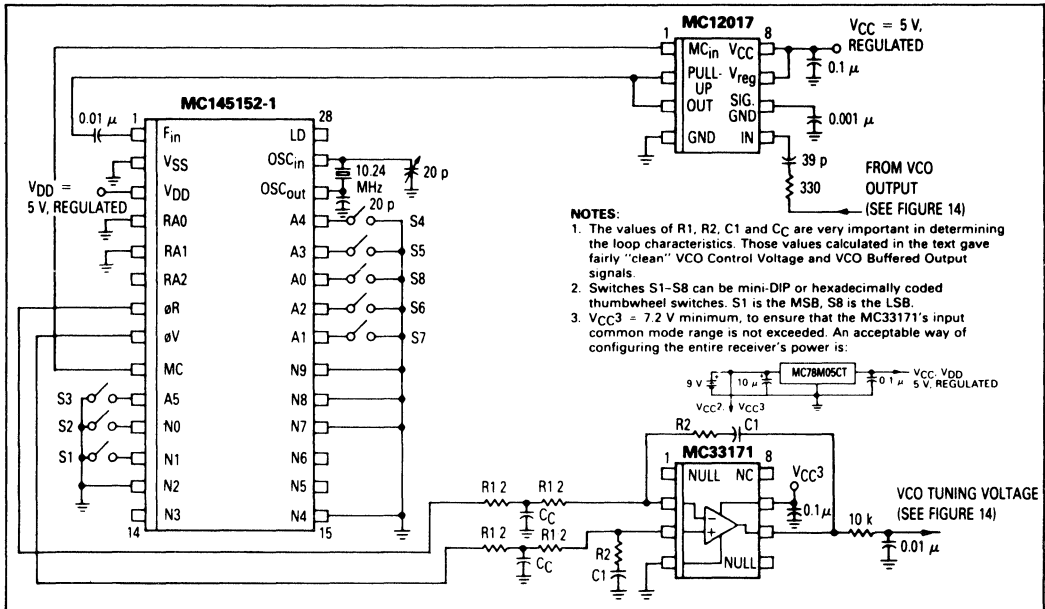 MC12017
1
8
MCin VCC
PULL-UP
Vreg
OUT
SIG. GND
GND
IN
VCC = 5 V, REGULATED
0.1 µ
0.001 µ
39 p
330
FROM VCO
OUTPUT
(SEE FIGURE 14)
MC145152-1
0.01 µ
1
28
Fin
LD
VSS
OSCin
VDD
OSCout
RA0
A4
RA1
A3
RA2
A0
øR
A2
øV
A1
MC
N9
A5
N8
N0
N7
N1
N6
N2
N5
N3
N4
14
15
VDD =
5 V, REGULATED
10.24
MHz
20 p
20 p
S4
S5
S8
S6
S7
S3
S2
S1
NOTES:
1. The values of R1, R2, C1 and CC are very important in determining
the loop characteristics. Those values calculated in the text gave
fairly "clean" VCO Control Voltage and VCO Buffered Output
signals.
2. Switches S1–S8 can be mini-DIP or hexadecimally coded
thumbwheel switches. S1 is the MSB, S8 is the LSB.
3. VCC3 = 7.2 V minimum, to ensure that the MC33171's input
common mode range is not exceeded. An acceptable way of
configuring the entire receiver's power is:
9 V
+
10 µ
+
MC78M05CT
0 1 µ
VCC, VDD
5 V, REGULATED
VCC2,
VCC3
R2
C1
MC33171
1
8
NULL
NC
VCC3
0.1 µ
−
+
NULL
R1 2
R1 2
CC
R1 2
R1 2
CC
R2
C1
10 k
0.01 µ
VCO TUNING VOLTAGE
(SEE FIGURE 14)